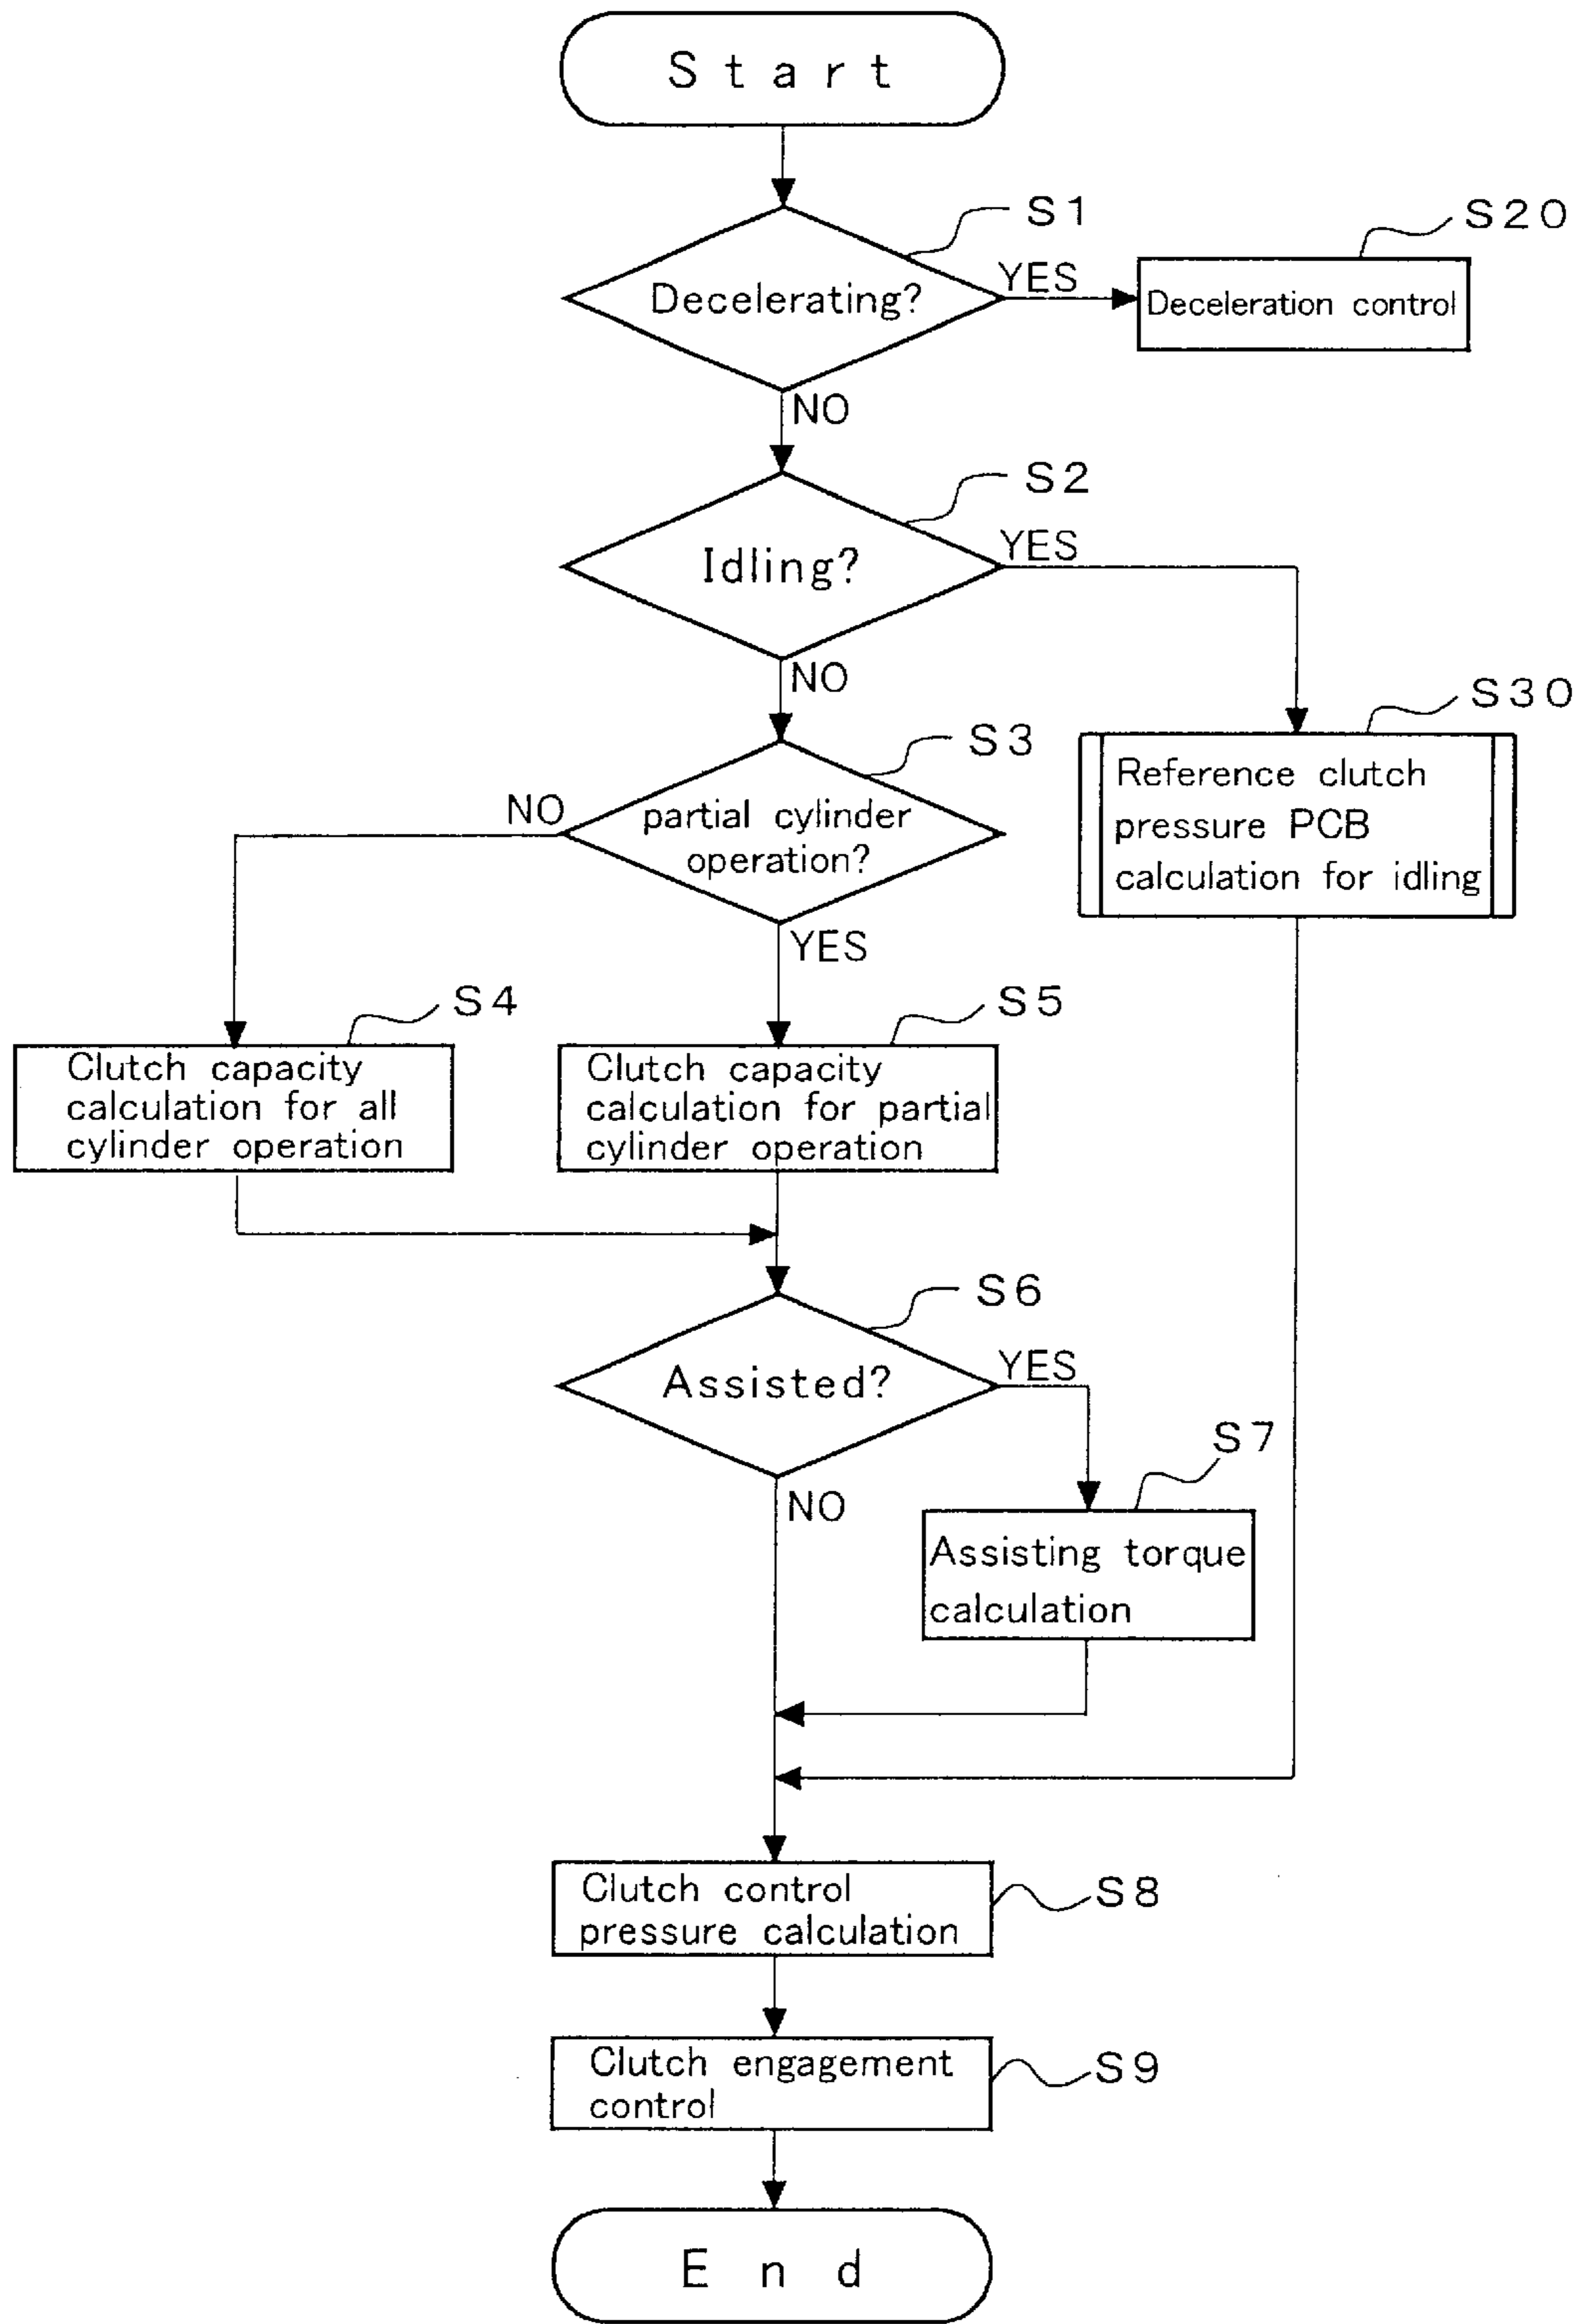 Start
S1
S20
Decelerating?
YES
Deceleration control
NO
S2
Idling?
YES
NO
S3
S30
NO
partial cylinder
operation?
Reference clutch
pressure PCB
calculation for idling
YES
S4
S5
Clutch capacity
calculation for all
cylinder operation
Clutch capacity
calculation for partial
cylinder operation
S6
Assisted?
YES
S7
NO
Assisting torque
calculation
Clutch control
pressure calculation
S8
Clutch engagement
control
S9
End